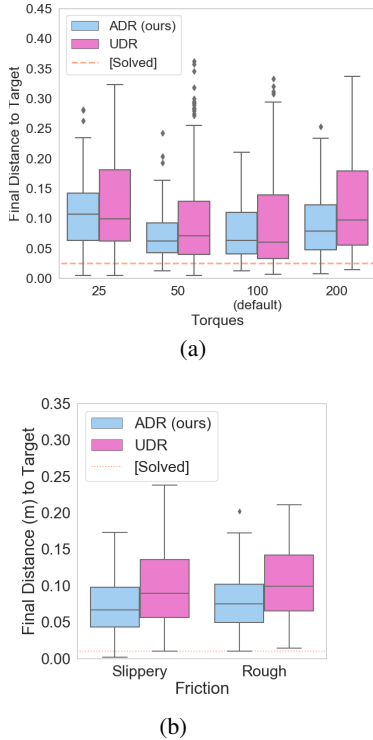 0.45
0.40
0.35
0.30
0.25
0.20
0.15
0.10
0.05
0.00
Final Distance to Target
ADR (ours)
UDR
[Solved]
25
50
100
200
(default)
Torques
(a)
0.35
0.30
0.25
0.20
0.15
0.10
0.05
0.00
Final Distance (m) to Target
ADR (ours)
UDR
[Solved]
Slippery
Rough
Friction
(b)